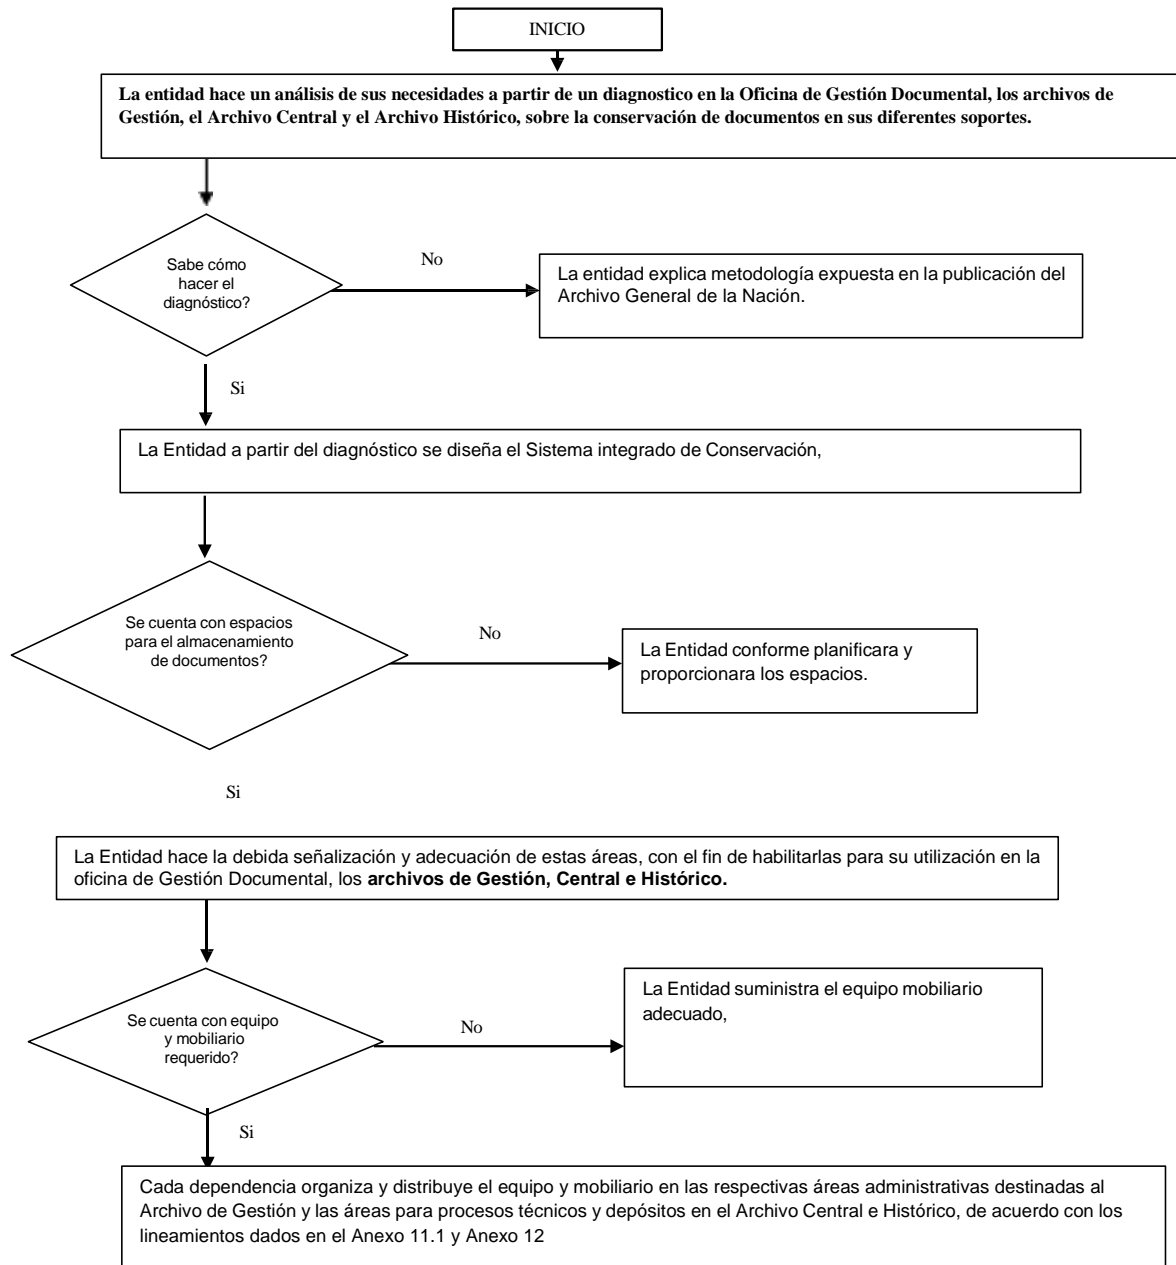 INICIO
La entidad hace un análisis de sus necesidades a partir de un diagnostico en la Oficina de Gestión Documental, los archivos de
Gestión, el Archivo Central y el Archivo Histórico, sobre la conservación de documentos en sus diferentes soportes.
Sabe cómo
hacer el
diagnóstico?
No
La entidad explica metodología expuesta en la publicación del
Archivo General de la Nación.
Si
La Entidad a partir del diagnóstico se diseña el Sistema integrado de Conservación,
Se cuenta con espacios
para el almacenamiento
de documentos?
No
La Entidad conforme planificara y
proporcionara los espacios.
Si
La Entidad hace la debida señalización y adecuación de estas áreas, con el fin de habilitarlas para su utilización en la
oficina de Gestión Documental, los archivos de Gestión, Central e Histórico.
Se cuenta con equipo
y mobiliario
requerido?
No
La Entidad suministra el equipo mobiliario
adecuado,
Si
Cada dependencia organiza y distribuye el equipo y mobiliario en las respectivas áreas administrativas destinadas al
Archivo de Gestión y las áreas para procesos técnicos y depósitos en el Archivo Central e Histórico, de acuerdo con los
lineamientos dados en el Anexo 11.1 y Anexo 12